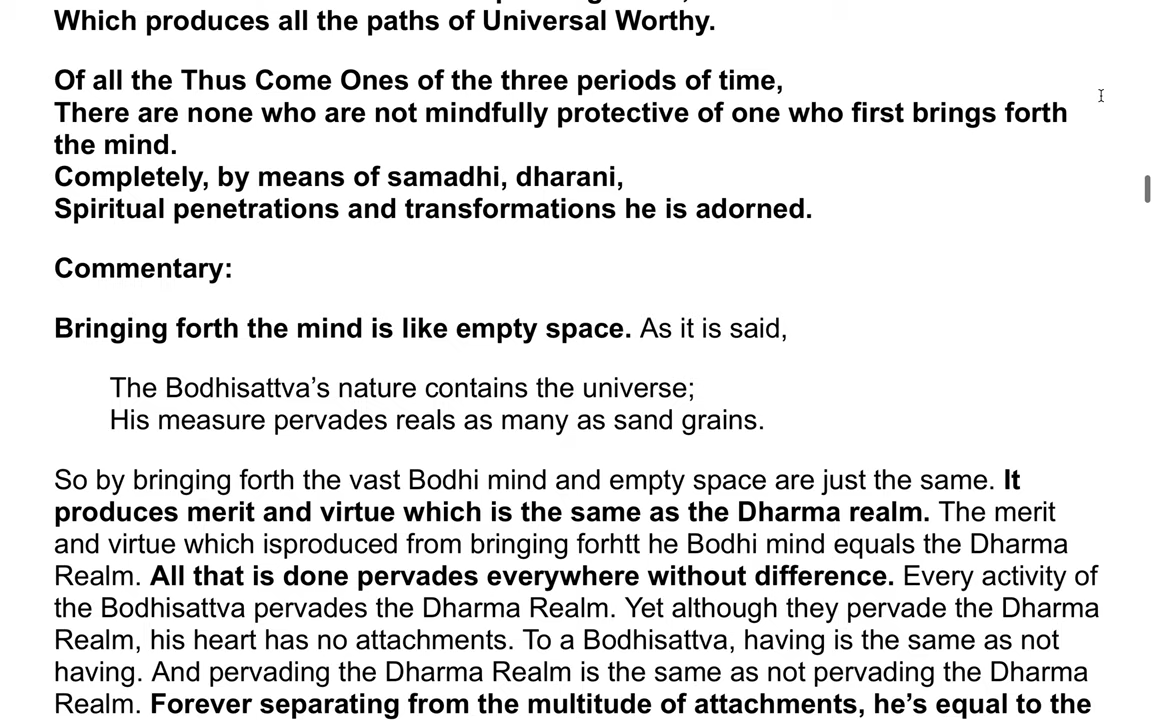 Which produces all the paths of Universal Worthy.
Of all the Thus Come Ones of the three periods of time,
There are none who are not mindfully protective of one who first brings forth
the mind.
Completely, by means of samadhi, dharani,
Spiritual penetrations and transformations he is adorned.
Commentary:
Bringing forth the mind is like empty space. As it is said,
The Bodhisattva’s nature contains the universe;
His measure pervades reals as many as sand grains.
So by bringing forth the vast Bodhi mind and empty space are just the same. It
produces merit and virtue which is the same as the Dharma realm. The merit
and virtue which isproduced from bringing forhtt he Bodhi mind equals the Dharma
Realm. All that is done pervades everywhere without difference. Every activity of
the Bodhisattva pervades the Dharma Realm. Yet although they pervade the Dharma
Realm, his heart has no attachments. To a Bodhisattva, having is the same as not
having. And pervading the Dharma Realm is the same as not pervading the Dharma
Realm. Forever separating from the multitude of attachments, he’s equal to the